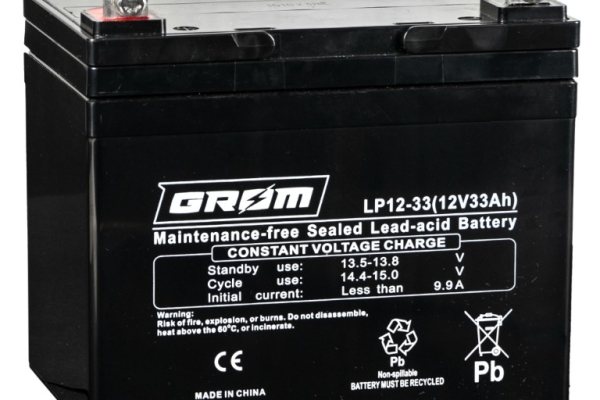 GROM
LP12-33(12V33Ah)
Maintenance-free Sealed Lead-acid Battery
CONSTANT VOLTAGE CHARGE
Standby use: 13.5-13.8 V
Cycle use: 14.4-15.0 V
Initial current: Less than 9.9A
Warning:
Risk of fire, explosion, or burns. Do not disassemble,
heat above the 60°C, or incinerate.
CE
Pb
Non-spillable
BATTERY MUST BE RECYCLED
Pb
MADE IN CHINA